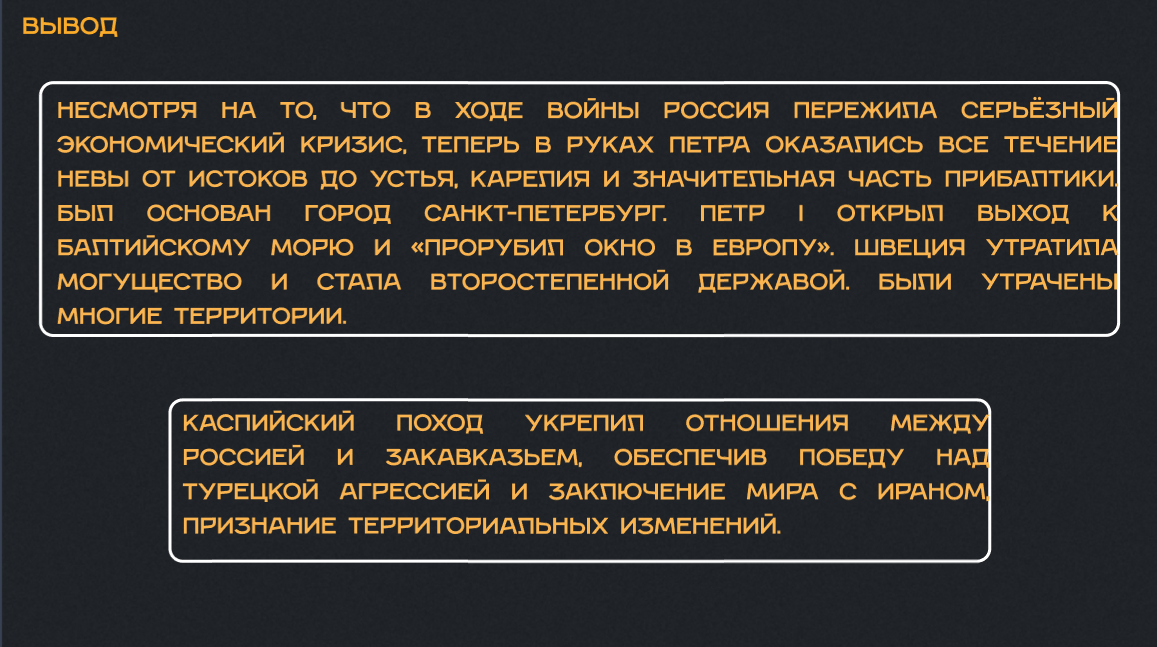 ВЫВОД
НЕСМОТРЯ НА ТО, ЧТО В ХОДЕ ВОЙНЫ РОССИЯ ПЕРЕЖИЛА СЕРЬЁЗНЫЙ
ЭКОНОМИЧЕСКИЙ КРИЗИС, ТЕПЕРЬ В РУКАХ ПЕТРА ОКАЗАЛИСЬ ВСЕ ТЕЧЕНИЕ
НЕВЫ ОТ ИСТОКОВ ДО УСТЬЯ, КАРЕЛИЯ И ЗНАЧИТЕЛЬНАЯ ЧАСТЬ ПРИБАЛТИКИ.
БЫЛ ОСНОВАН ГОРОД САНКТ-ПЕТЕРБУРГ. ПЕТР I ОТКРЫЛ ВЫХОД К
БАЛТИЙСКОМУ МОРЮ И «ПРОРУБИЛ ОКНО В ЕВРОПУ». ШВЕЦИЯ УТРАТИЛА
МОГУЩЕСТВО И СТАЛА ВТОРОСТЕПЕННОЙ ДЕРЖАВОЙ. БЫЛИ УТРАЧЕНЫ
МНОГИЕ ТЕРРИТОРИИ.
КАСПИЙСКИЙ ПОХОД УКРЕПИЛ ОТНОШЕНИЯ МЕЖДУ
РОССИЕЙ И ЗАКАВКАЗЬЕМ, ОБЕСПЕЧИВ ПОБЕДУ НАД
ТУРЕЦКОЙ АГРЕССИЕЙ И ЗАКЛЮЧЕНИЕ МИРА С ИРАНОМ,
ПРИЗНАНИЕ ТЕРРИТОРИАЛЬНЫХ ИЗМЕНЕНИЙ.